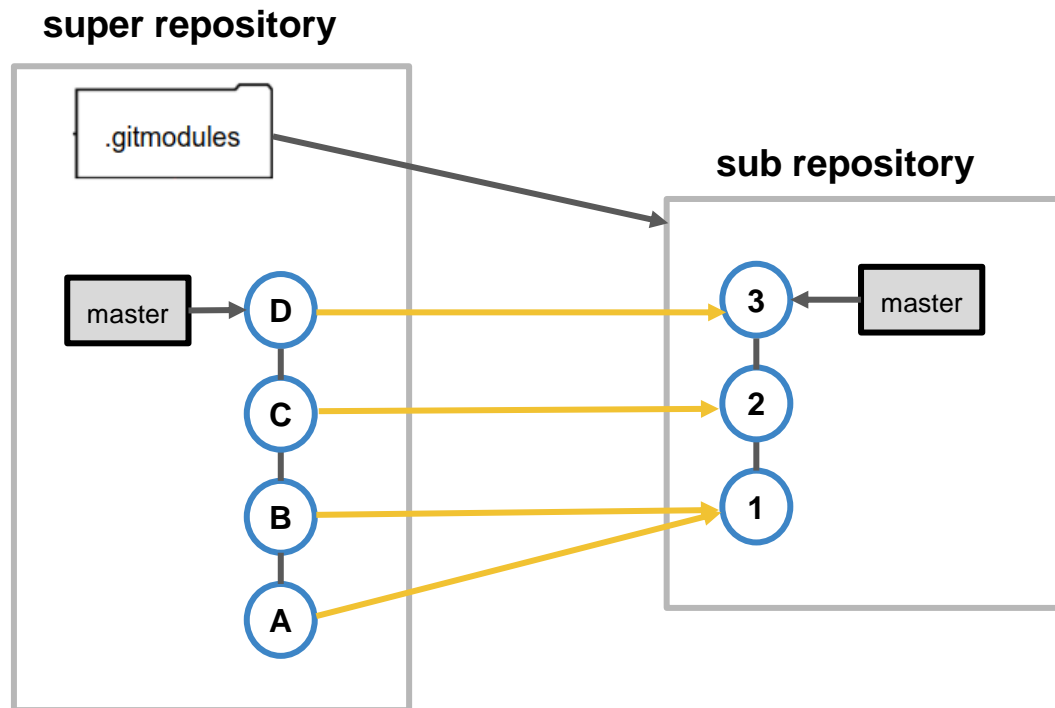 super repository
.gitmodules
sub repository
master
D
3
master
C
2
B
1
A